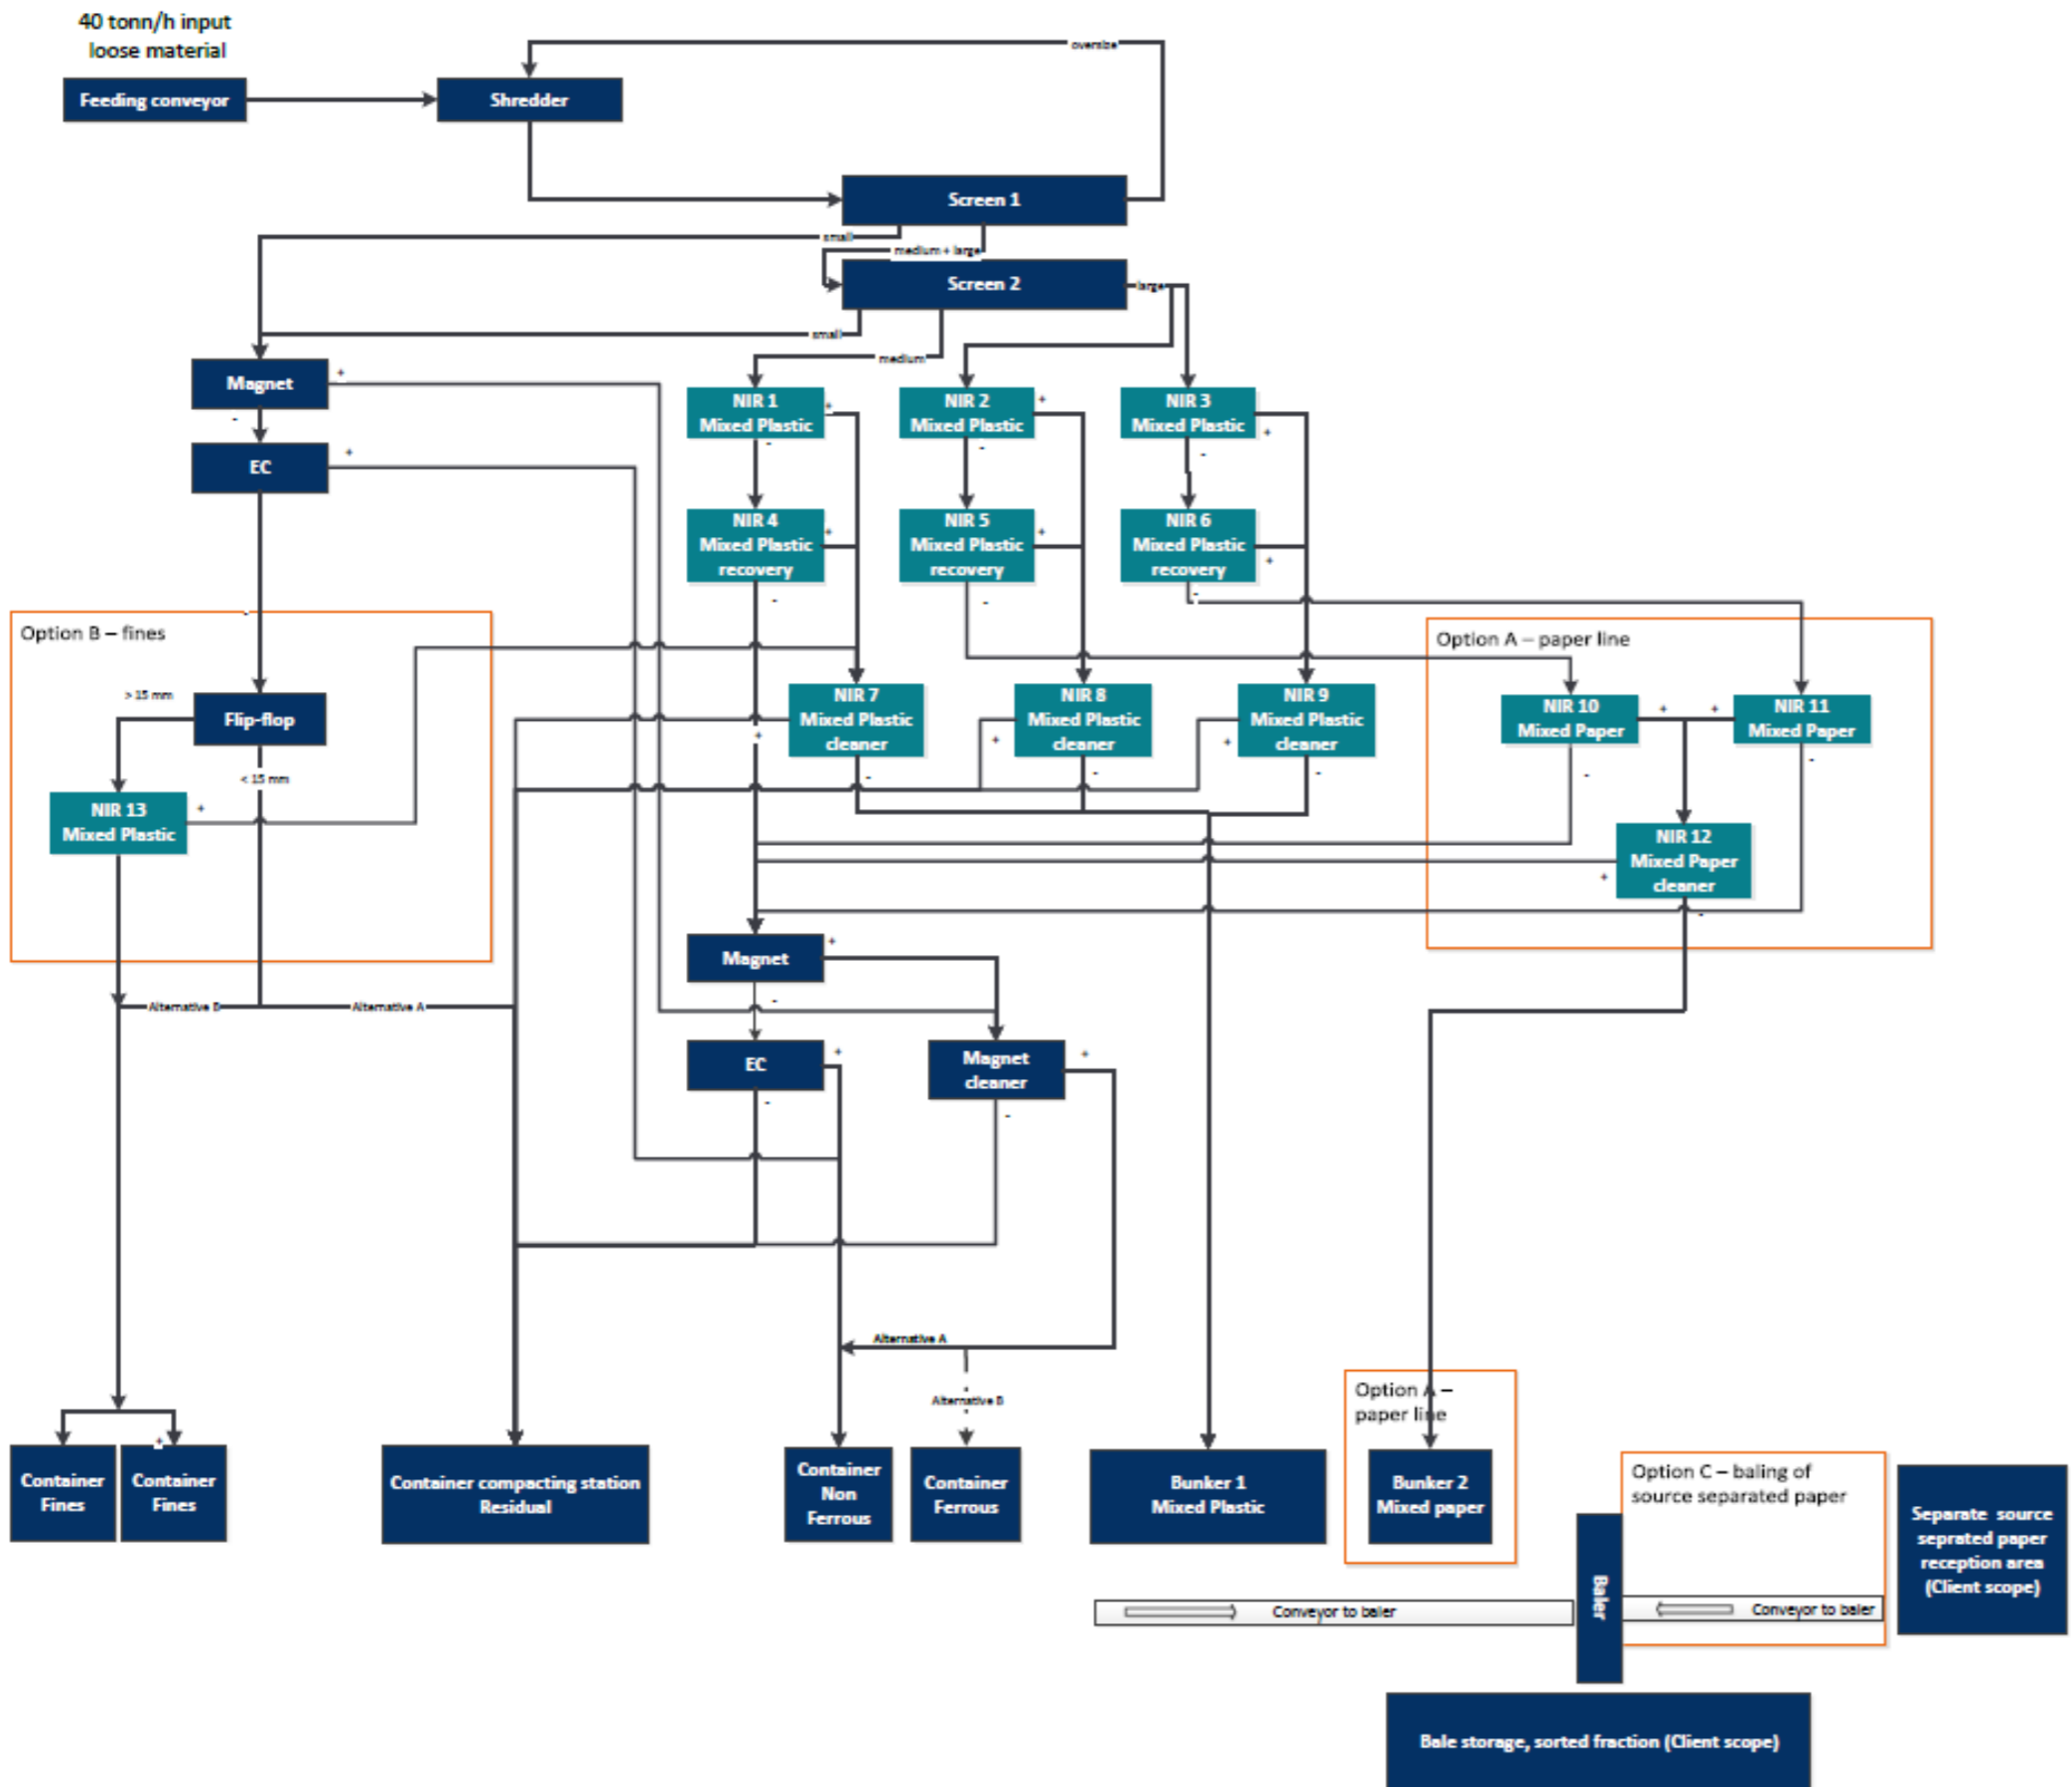 40 tonn/h input
loose material
oversize
Feeding conveyor
Shredder
Screen 1
small
medium + large
Screen 2
large
small
medium
Magnet
+
-
EC
+
-
NIR 1
Mixed Plastic
+
-
NIR 2
Mixed Plastic
+
-
NIR 3
Mixed Plastic
+
-
NIR 4
Mixed Plastic
recovery
+
-
NIR 5
Mixed Plastic
recovery
+
-
NIR 6
Mixed Plastic
recovery
+
-
Option B – fines
> 15 mm
Flip-flop
< 15 mm
NIR 13
Mixed Plastic
+
NIR 7
Mixed Plastic
cleaner
+
-
NIR 8
Mixed Plastic
cleaner
+
-
NIR 9
Mixed Plastic
cleaner
+
-
Option A – paper line
NIR 10
Mixed Paper
+
-
NIR 11
Mixed Paper
+
-
NIR 12
Mixed Paper
cleaner
+
-
Magnet
+
-
Alternative B
Alternative A
EC
+
-
Magnet
cleaner
+
-
Alternative A
Alternative B
Container
Fines
Container
Fines
+
Container compacting station
Residual
Container
Non
Ferrous
Container
Ferrous
Bunker 1
Mixed Plastic
Option A –
paper line
Bunker 2
Mixed paper
Option C – baling of
source separated paper
Separate source
seprated paper
reception area
(Client scope)
Conveyor to baler
Baler
Conveyor to baler
Bale storage, sorted fraction (Client scope)